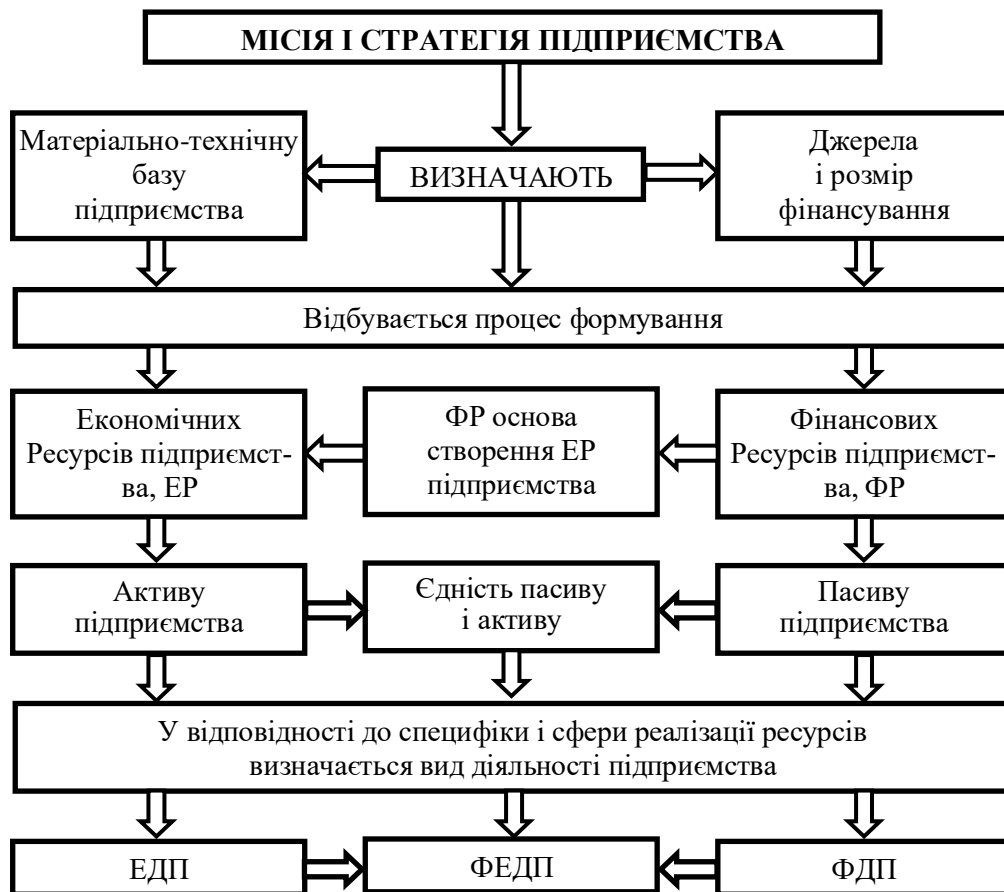 МІСІЯ І СТРАТЕГІЯ ПІДПРИЄМСТВА
Матеріально-технічну
базу
підприємства
ВИЗНАЧАЮТЬ
Джерела
і розмір
фінансування
Відбувається процес формування
Економічних
Ресурсів підприємст-
ва, ЕР
ФР основа
створення ЕР
підприємства
Фінансових
Ресурсів підприємст-
ва, ФР
Активу
підприємства
Єдність пасиву
і активу
Пасиву
підприємства
У відповідності до специфіки і сфери реалізації ресурсів
визначається вид діяльності підприємства
ЕДП
ФЕДП
ФДП